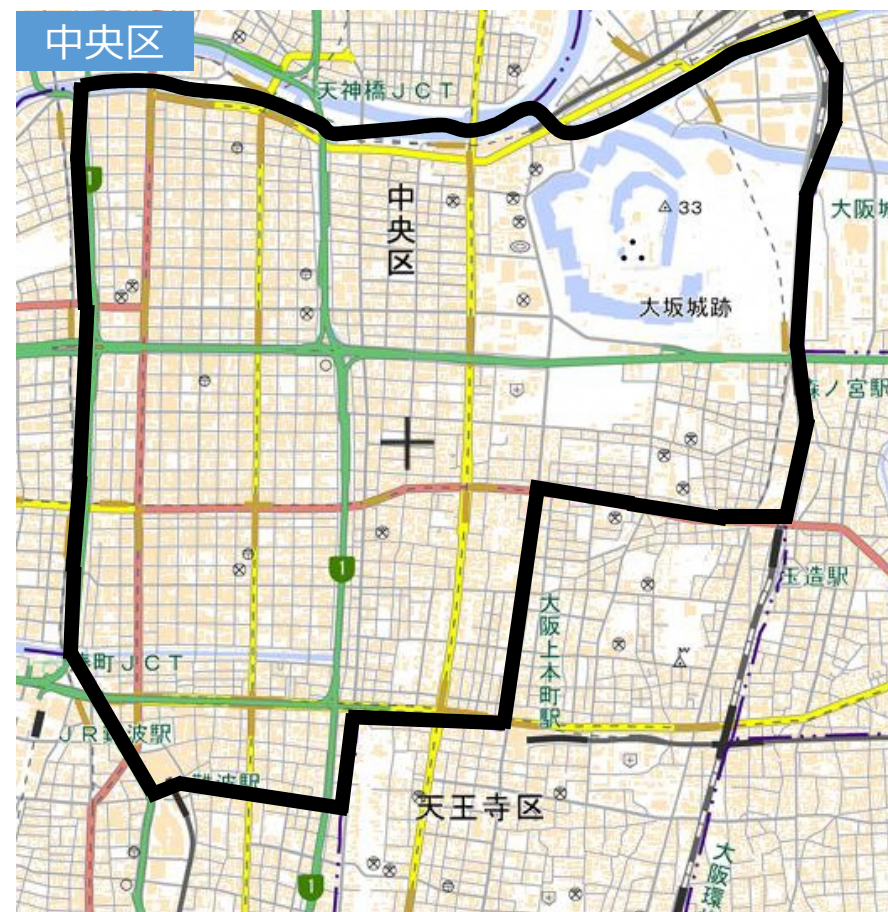 中央区
天神橋JCT
1
中央区
33
大阪城
大坂城跡
森ノ宮駅
1
大阪上本町駅
玉造駅
湊町JCT
JR難波駅
難波駅
天王寺区
大阪環
1